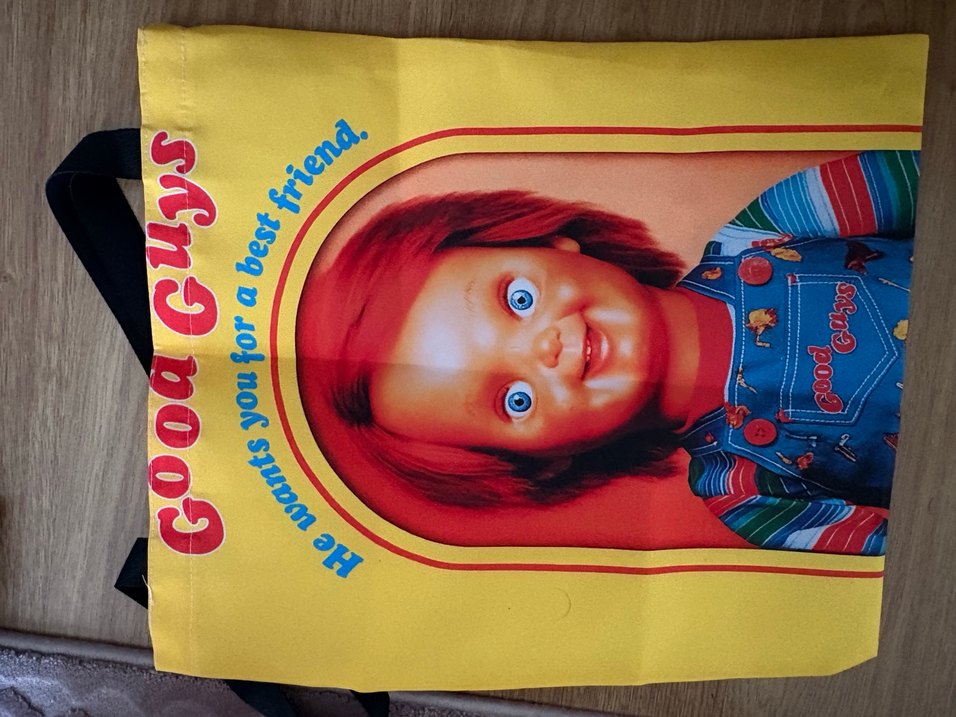 Good Guys
He wants you for a best friend.
Good
Guys